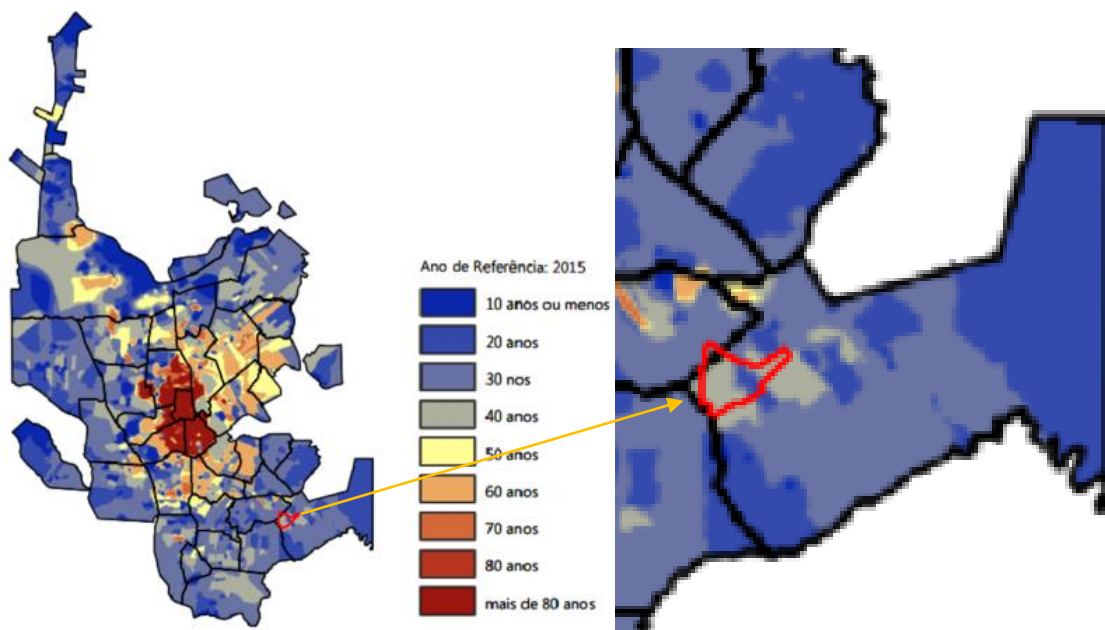 Ano de Referência: 2015
10 anos ou menos
20 anos
30 nos
40 anos
50 anos
60 anos
70 anos
80 anos
mais de 80 anos